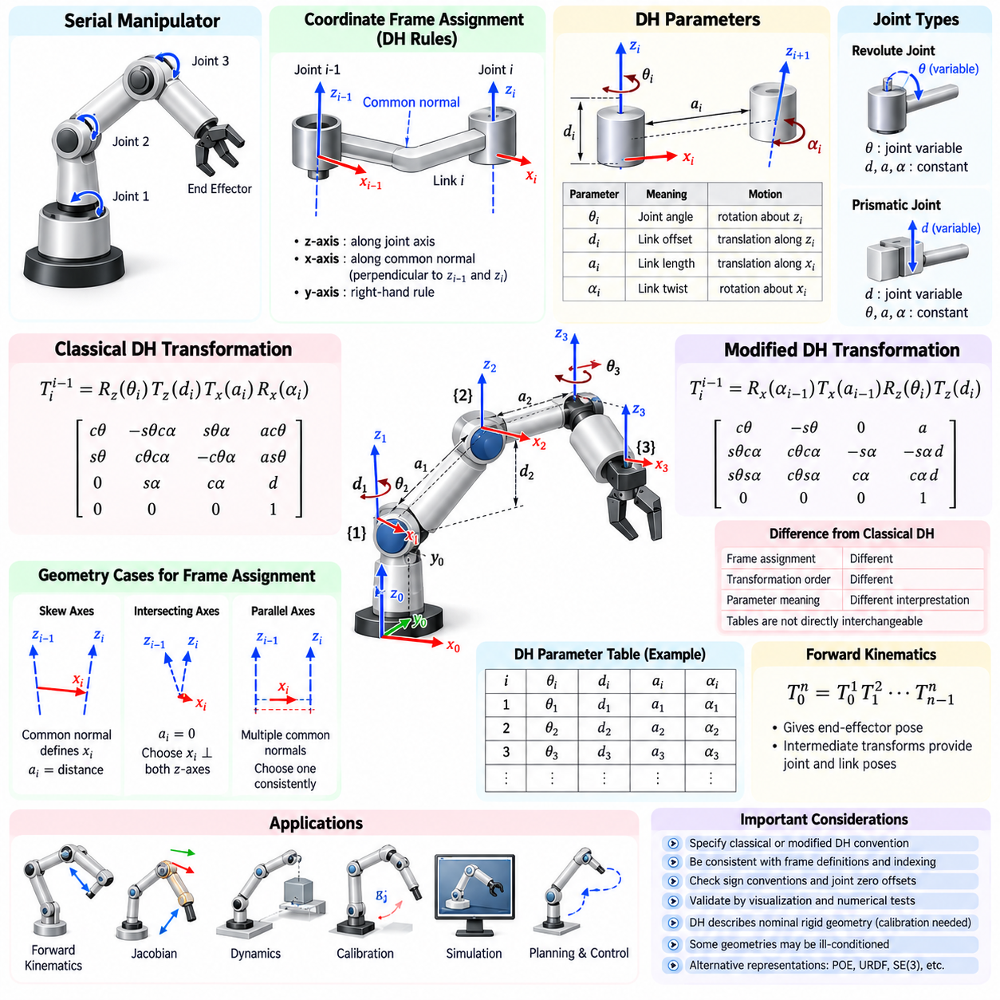 Serial Manipulator
Joint 3
Joint 2
Joint 1
End Effector
Coordinate Frame Assignment
(DH Rules)
Joint i-1
Joint i
z_{i-1}
z_i
Common normal
x_{i-1}
x_i
Link i
• z-axis : along joint axis
• x-axis : along common normal
(perpendicular to z_{i-1} and z_i)
• y-axis : right-hand rule
DH Parameters
z_i
z_{i+1}
θ_i
a_i
d_i
x_i
α_i
Parameter Meaning Motion
θ_i Joint angle rotation about z_i
d_i Link offset translation along z_i
a_i Link length translation along x_i
α_i Link twist rotation about x_i
Joint Types
Revolute Joint
θ (variable)
θ : joint variable
d, a, α : constant
Prismatic Joint
d (variable)
d : joint variable
θ, a, α : constant
Classical DH Transformation
T_i^{i-1} = R_z(θ_i) T_z(d_i) T_x(a_i) R_x(α_i)
cθ −sθcα sθα acθ
sθ cθcα −cθα asθ
0 sα cα d
0 0 0 1
z_3
θ_3
z_2
{2}
a_2
z_3
x_2
{3}
x_3
z_1
a_1
d_2
d_1
θ_2
{1}
x_1
y_0
z_0
y_0
x_0
Modified DH Transformation
T_i^{i-1} = R_x(α_{i-1}) T_x(a_{i-1}) R_z(θ_i) T_z(d_i)
cθ −sθ 0 a
sθcα cθcα −sα −sα d
sθsα cθsα cα cα d
0 0 0 1
Difference from Classical DH
Frame assignment Different
Transformation order Different
Parameter meaning Different interprestation
Tables are not directly interchangeable
Geometry Cases for Frame Assignment
Skew Axes
z_{i-1}
z_i
x_i
Common normal
defines x_i
a_i = distance
Intersecting Axes
z_{i-1}
z_i
x_i
a_i = 0
Choose x_i ⊥
both z-axes
Parallel Axes
z_{i-1}
z_i
x_i
Multiple common
normals
Choose one
consistently
DH Parameter Table (Example)
i θ_i d_i a_i α_i
1 θ_1 d_1 a_1 α_1
2 θ_2 d_2 a_2 α_2
3 θ_3 d_3 a_3 α_3
⋮ ⋮ ⋮ ⋮ ⋮
Forward Kinematics
T_0^n = T_0^1 T_1^2 ⋯ T_{n-1}^n
• Gives end-effector pose
• Intermediate transforms provide
joint and link poses
Applications
Forward
Kinematics
Jacobian
Dynamics
Calibration
Simulation
Planning & Control
Important Considerations
Specify classical or modified DH convention
Be consistent with frame definitions and indexing
Check sign conventions and joint zero offsets
Validate by visualization and numerical tests
DH describes nominal rigid geometry (calibration needed)
Some geometries may be ill-conditioned
Alternative representations: POE, URDF, SE(3), etc.